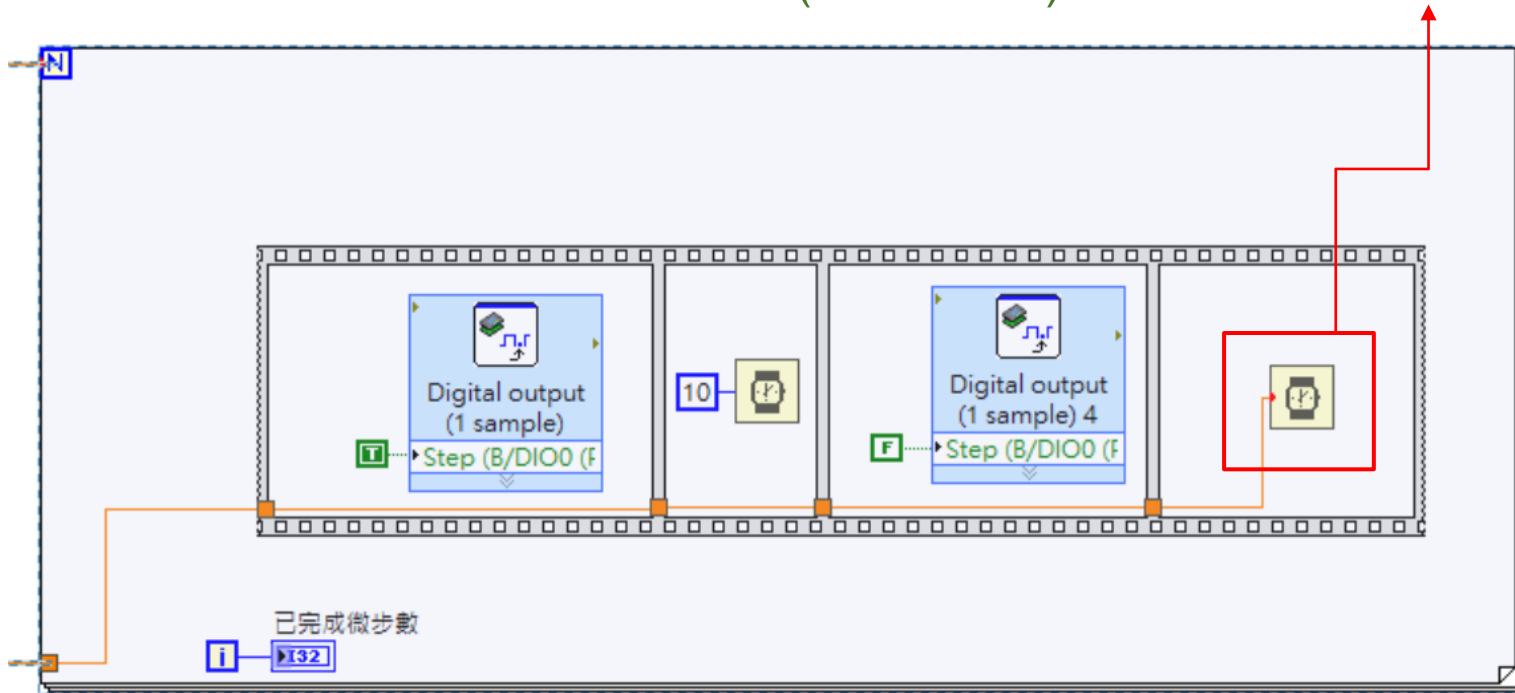 N
Digital output
(1 sample)
T
Step (B/DIO0 (F
10
Digital output
(1 sample) 4
F
Step (B/DIO0 (F
已完成微步數
i
I32